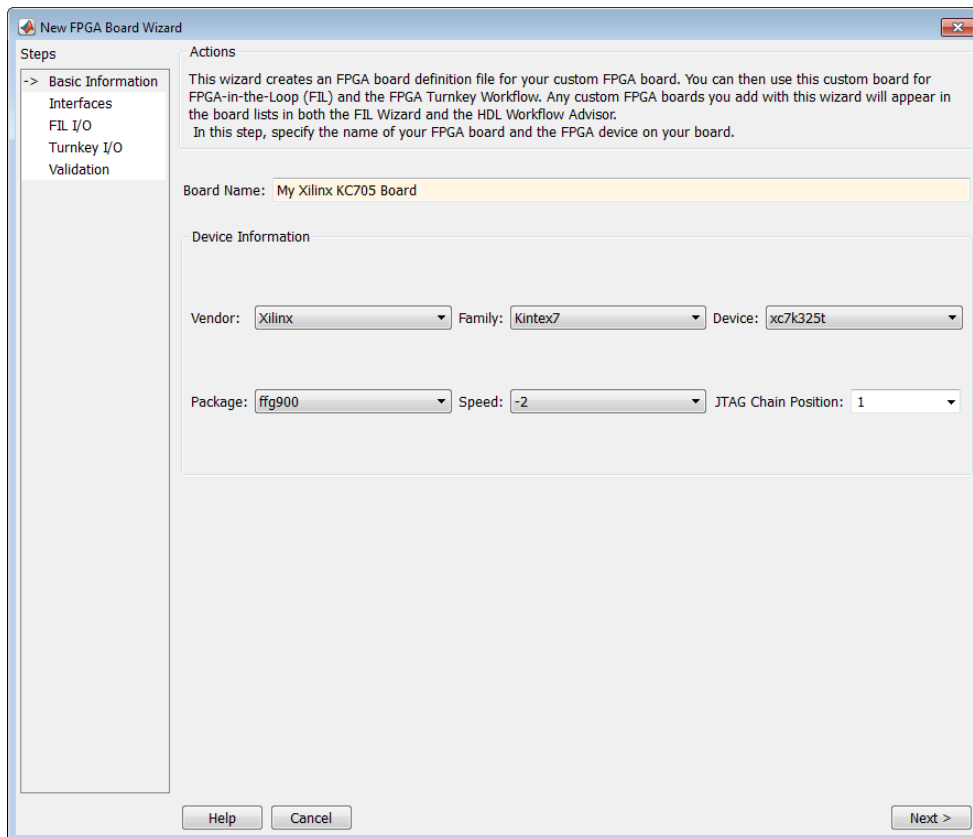 New FPGA Board Wizard
Steps
-> Basic Information
Interfaces
FIL I/O
Turnkey I/O
Validation
Actions
This wizard creates an FPGA board definition file for your custom FPGA board. You can then use this custom board for
FPGA-in-the-Loop (FIL) and the FPGA Turnkey Workflow. Any custom FPGA boards you add with this wizard will appear in
the board lists in both the FIL Wizard and the HDL Workflow Advisor.
In this step, specify the name of your FPGA board and the FPGA device on your board.
Board Name: My Xilinx KC705 Board
Device Information
Vendor: Xilinx Family: Kintex7 Device: xc7k325t
Package: ffg900 Speed: -2 JTAG Chain Position: 1
Help Cancel Next >